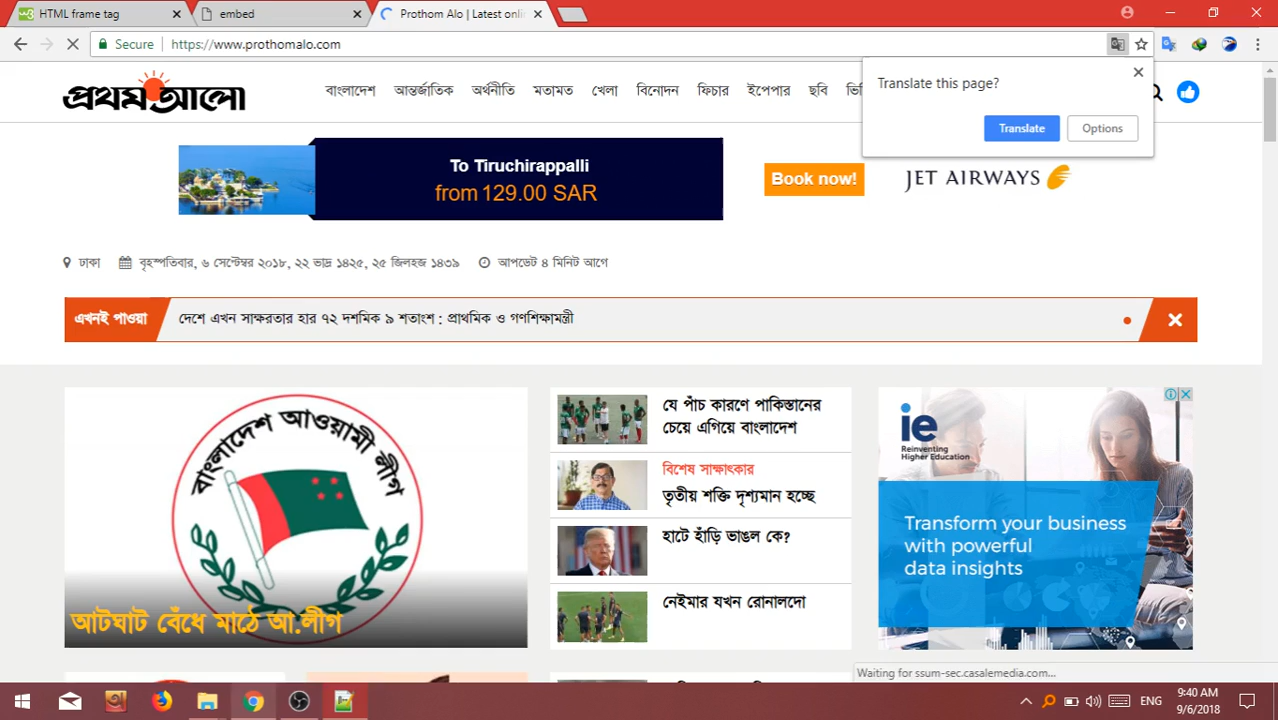 HTML frame tag
embed
Prothom Alo | Latest onli
Secure
https://www.prothomalo.com
Translate this page?
Translate
Options
প্রথম আলো
বাংলাদেশ
আন্তর্জাতিক
অর্থনীতি
মতামত
খেলা
বিনোদন
ফিচার
ইপেপার
ছবি
ভি
To Tiruchirappalli
from 129.00 SAR
Book now!
JET AIRWAYS
ঢাকা
বৃহস্পতিবার, ৬ সেপ্টেম্বর ২০১৮, ২২ ভাদ্র ১৪২৫, ২৫ জিলহজ ১৪৩৯
আপডেট ৪ মিনিট আগে
এখনই পাওয়া
দেশে এখন সাক্ষরতার হার ৭২ দশমিক ৯ শতাংশ : প্রাথমিক ও গণশিক্ষামন্ত্রী
বাংলাদেশ আওয়ামী লীগ
আটঘাট বেঁধে মাঠে আ.লীগ
যে পাঁচ কারণে পাকিস্তানের
চেয়ে এগিয়ে বাংলাদেশ
বিশেষ সাক্ষাৎকার
তৃতীয় শক্তি দৃশ্যমান হচ্ছে
হাটে হাঁড়ি ভাঙল কে?
নেইমার যখন রোনালদো
ie
Reinventing
Higher Education
Transform your business
with powerful
data insights
Waiting for ssum-sec.casalemedia.com...
ENG
9:40 AM
9/6/2018